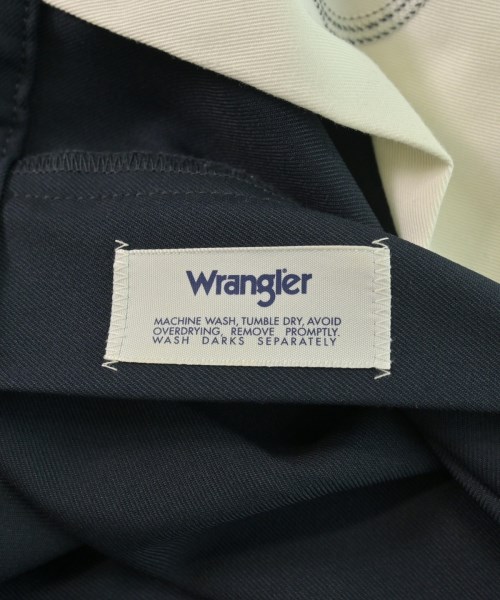 Wrangler
MACHINE WASH, TUMBLE DRY, AVOID
OVERDRYING, REMOVE PROMPTLY.
WASH DARKS SEPARATELY